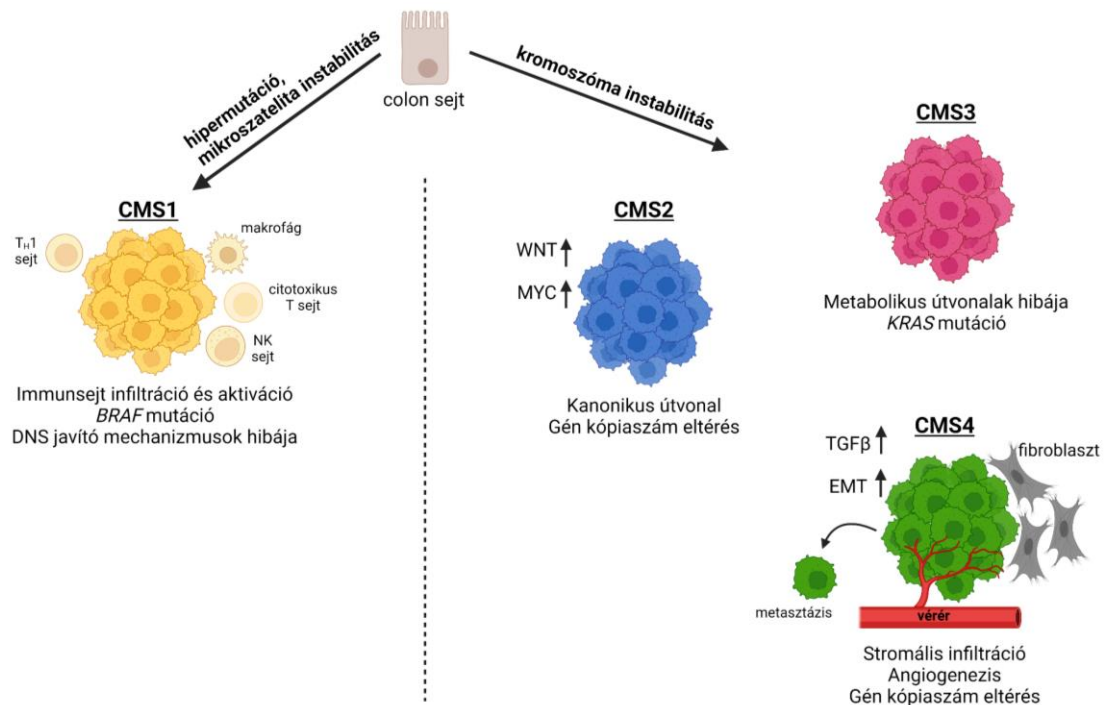 colon sejt
hipermutáció,
mikroszatelita instabilitás
kromoszóma instabilitás
CMS1
T_H1
sejt
makrofág
citotoxikus
T sejt
NK
sejt
Immunsejt infiltráció és aktiváció
BRAF mutáció
DNS javító mechanizmusok hibája
CMS2
WNT
MYC
Kanonikus útvonal
Gén kópiaszám eltérés
CMS3
Metabolikus útvonalak hibája
KRAS mutáció
CMS4
TGFβ
EMT
fibroblaszt
metasztázis
vérér
Stromális infiltráció
Angiogenezis
Gén kópiaszám eltérés